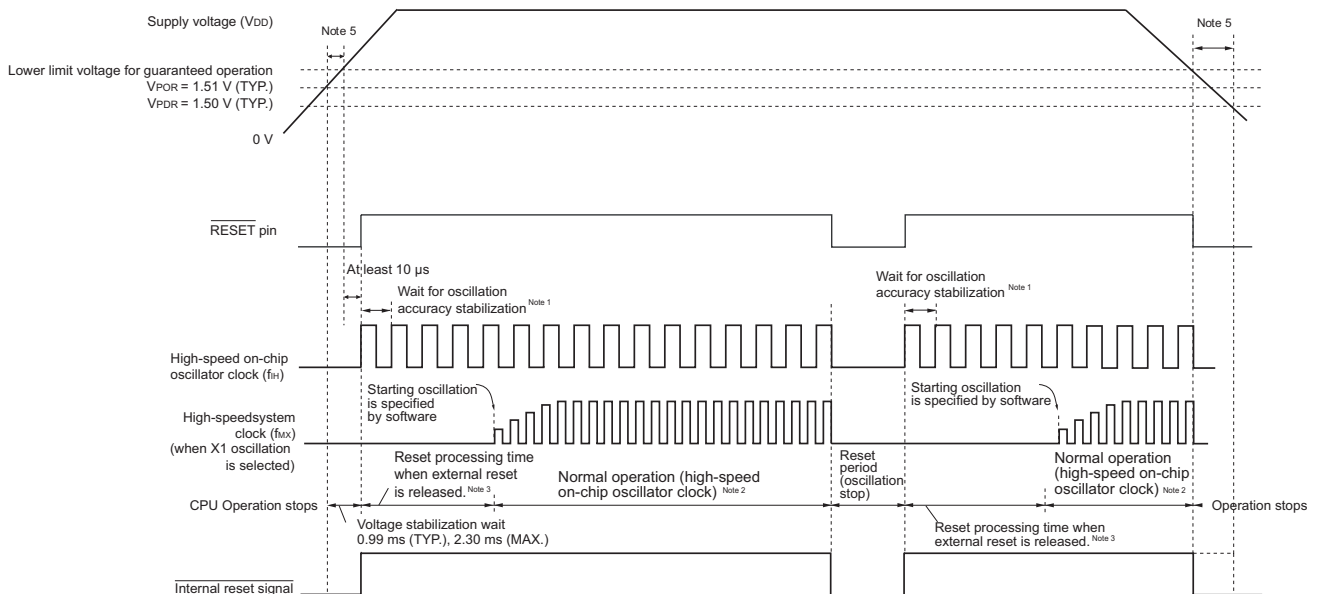 Supply voltage (VDD)
Note 5
Note 5
Lower limit voltage for guaranteed operation
VPOR = 1.51 V (TYP.)
VPDR = 1.50 V (TYP.)
0 V
RESET pin
At least 10 µs
Wait for oscillation
accuracy stabilization Note 1
Wait for oscillation
accuracy stabilization Note 1
High-speed on-chip
oscillator clock (fIH)
Starting oscillation
is specified
by software
Starting oscillation
is specified by software
High-speedsystem
clock (fMX)
(when X1 oscillation
is selected)
Reset processing time
when external reset
is released. Note 3
Normal operation (high-speed
on-chip oscillator clock) Note 2
Reset
period
(oscillation
stop)
Normal operation
(high-speed on-chip
oscillator clock) Note 2
CPU Operation stops
Operation stops
Voltage stabilization wait
0.99 ms (TYP.), 2.30 ms (MAX.)
Reset processing time when
external reset is released. Note 3
Internal reset signal